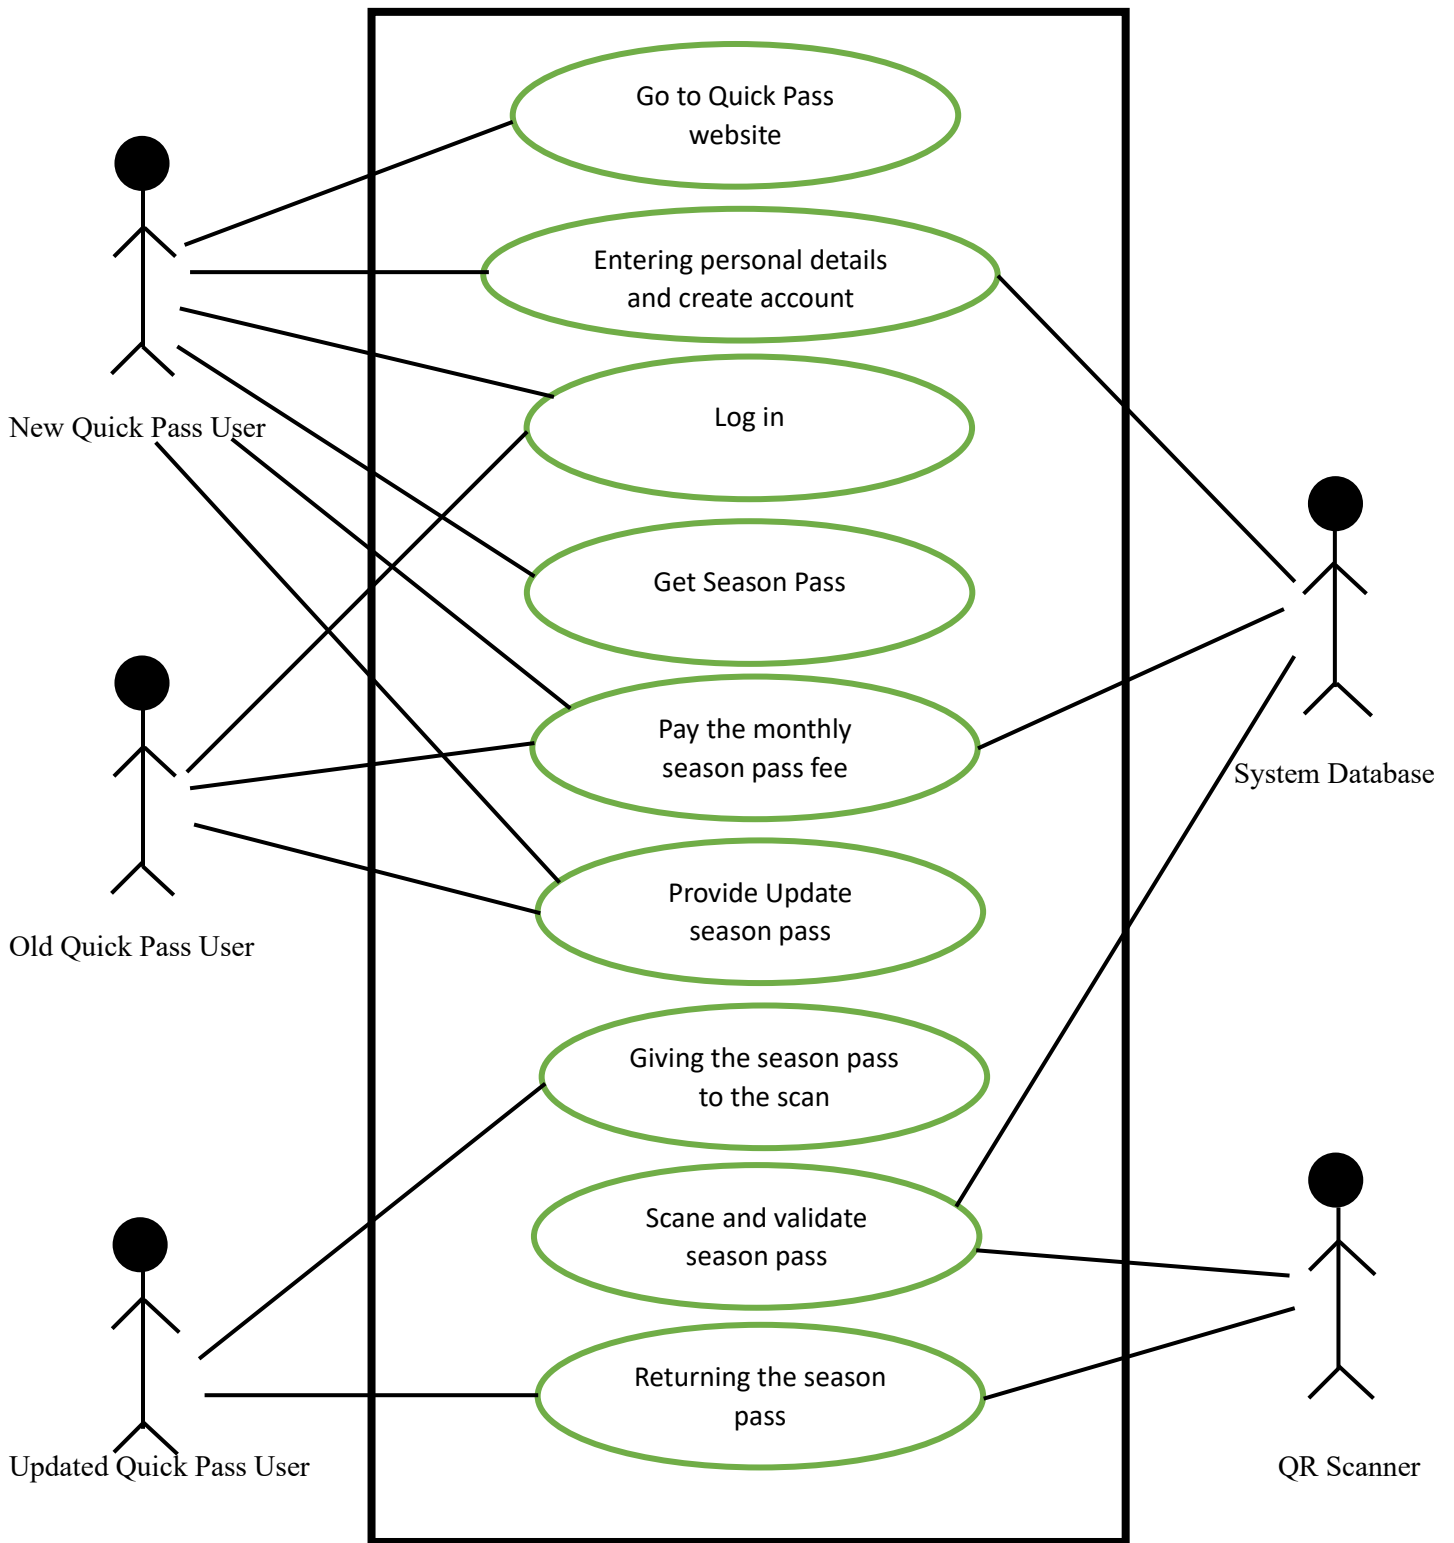 Go to Quick Pass
website
Entering personal details
and create account
New Quick Pass User
Log in
Get Season Pass
Pay the monthly
season pass fee
System Database
Provide Update
season pass
Old Quick Pass User
Giving the season pass
to the scan
Scane and validate
season pass
Returning the season
pass
Updated Quick Pass User
QR Scanner